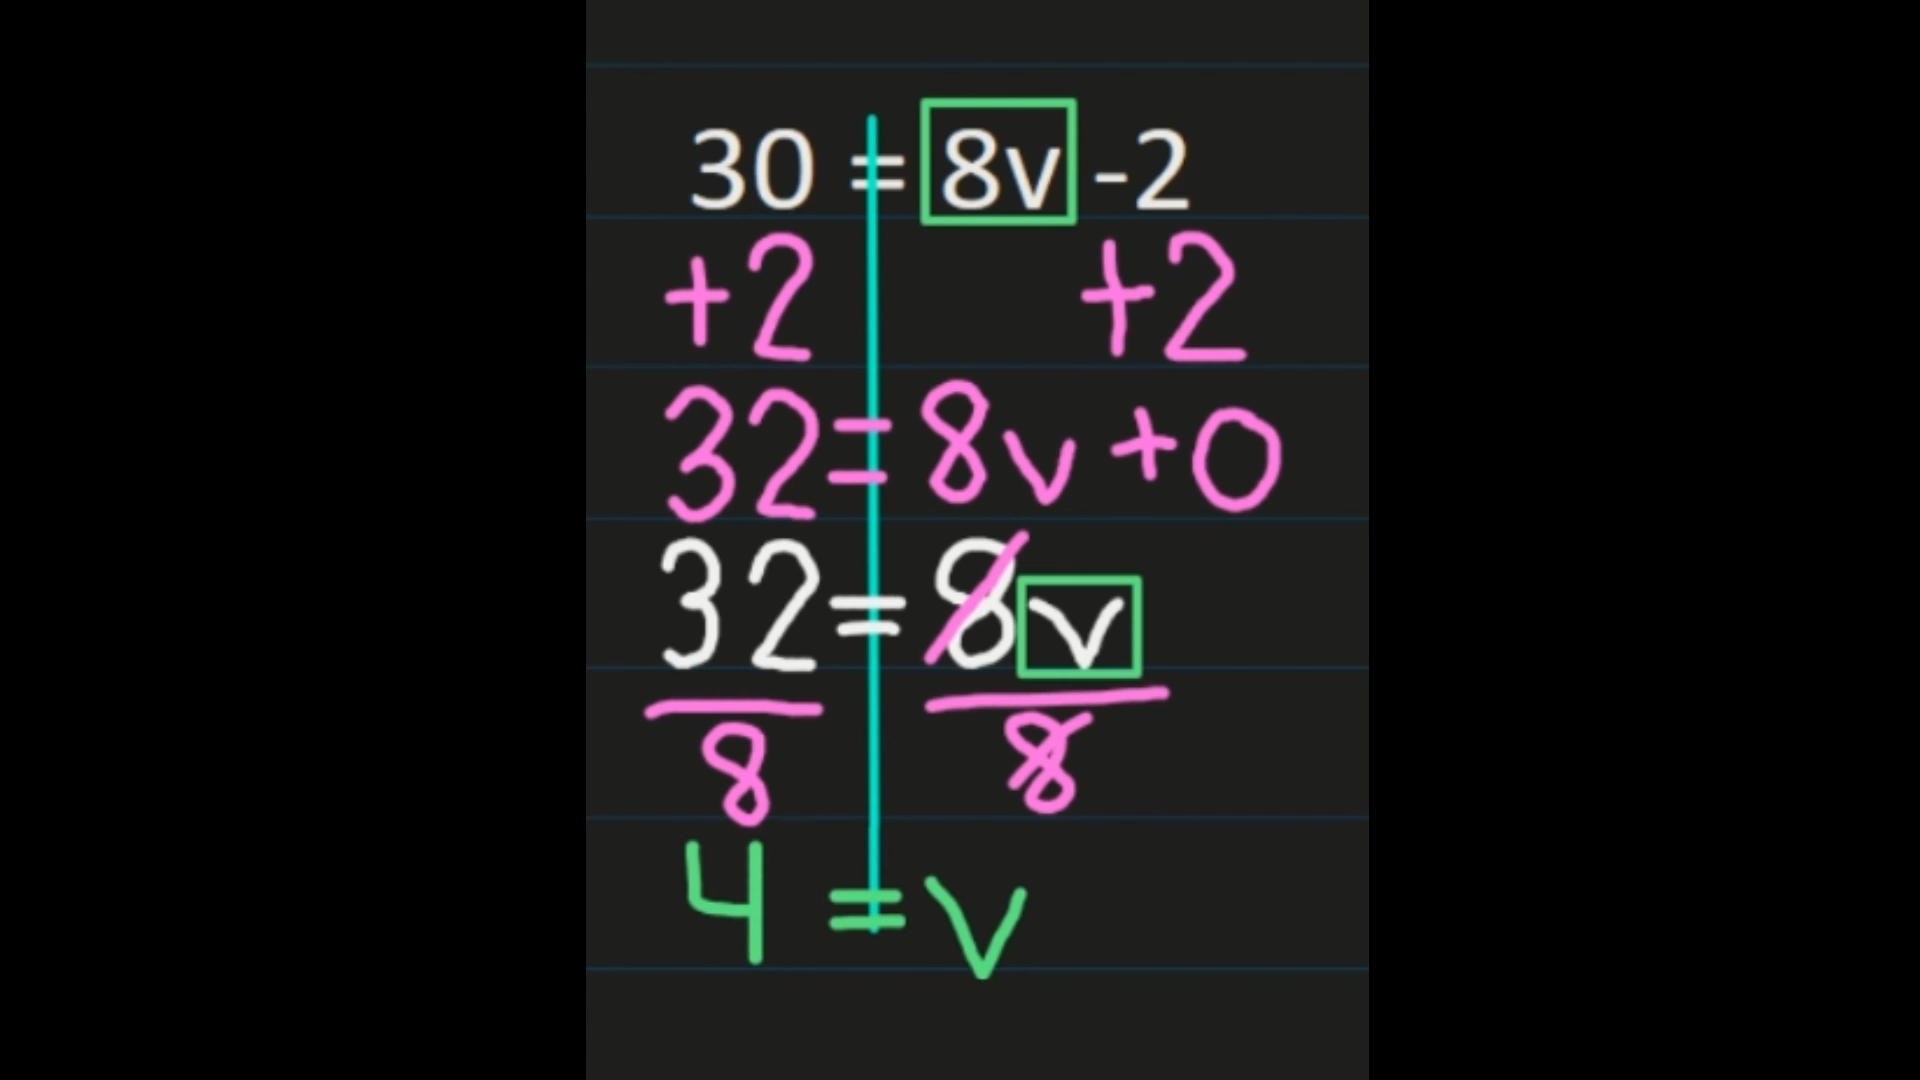 30 = 8v -2
+2 +2
32 = 8v + 0
32 = 8v
8 8
4 = v